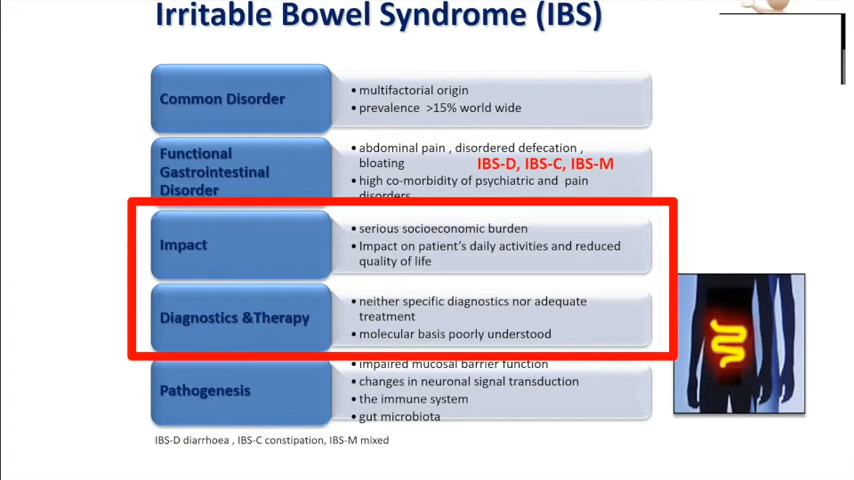 Irritable Bowel Syndrome (IBS)
Common Disorder
• multifactorial origin
• prevalence >15% world wide
Functional
Gastrointestinal
Disorder
• abdominal pain , disordered defecation ,
bloating
IBS-D, IBS-C, IBS-M
• high co-morbidity of psychiatric and pain
disorders
Impact
• serious socioeconomic burden
• Impact on patient's daily activities and reduced
quality of life
Diagnostics &Therapy
• neither specific diagnostics nor adequate
treatment
• molecular basis poorly understood
Pathogenesis
• impaired mucosal barrier function
• changes in neuronal signal transduction
• the immune system
• gut microbiota
IBS-D diarrhoea , IBS-C constipation, IBS-M mixed